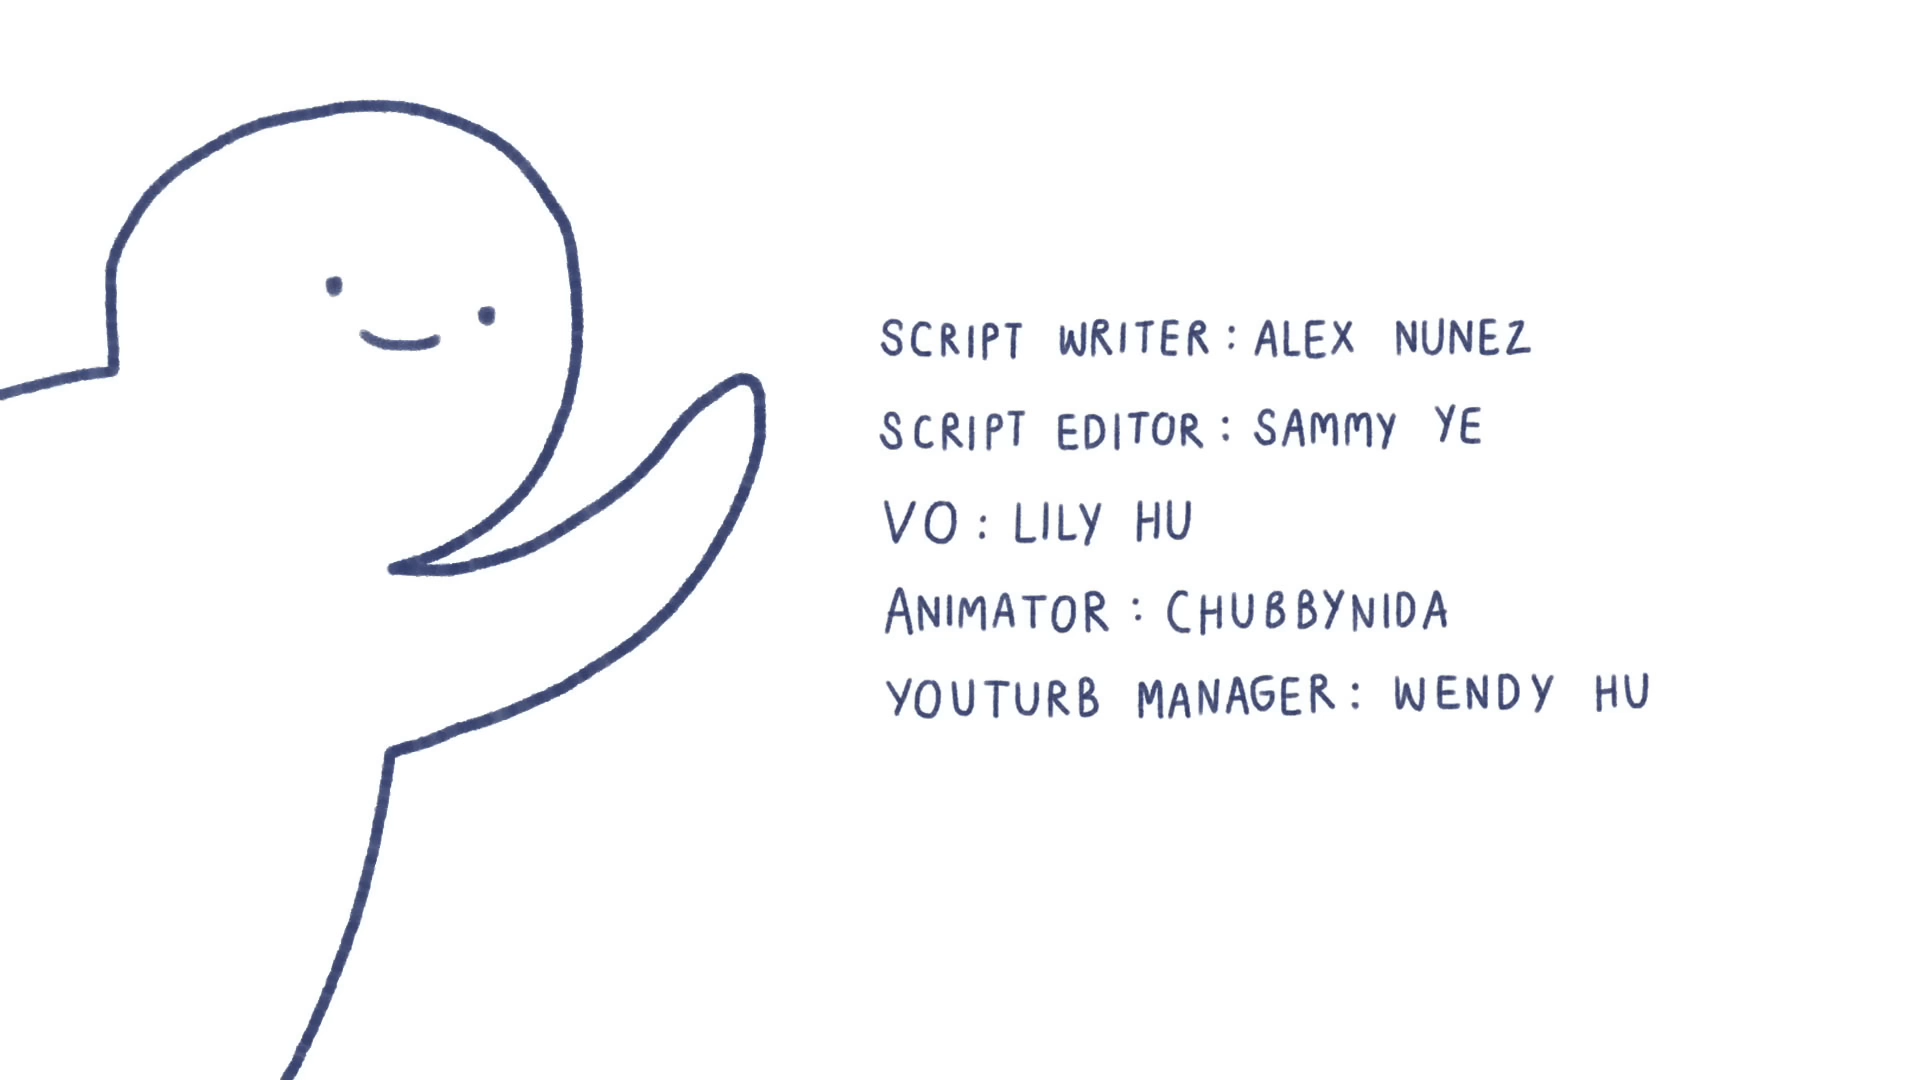 SCRIPT WRITER: ALEX NUNEZ
SCRIPT EDITOR: SAMMY YE
VO: LILY HU
ANIMATOR: CHUBBYNIDA
YOUTURB MANAGER: WENDY HU